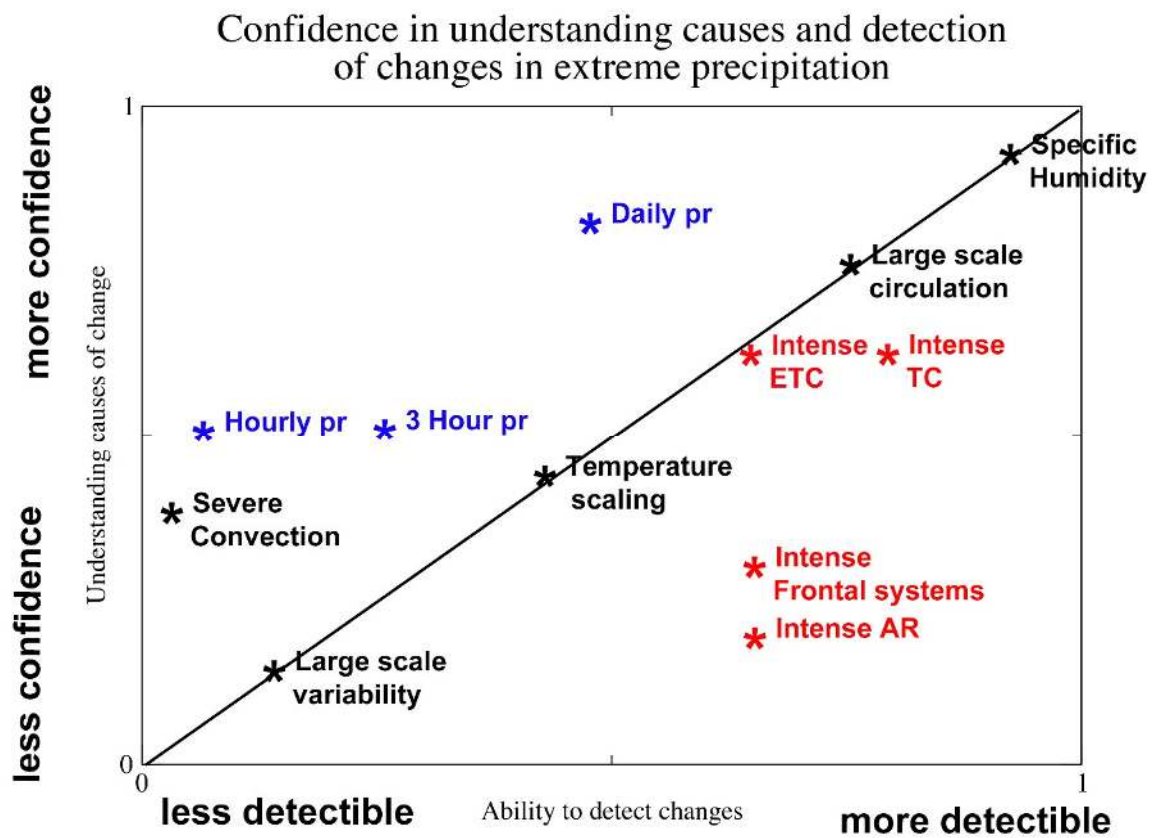 Confidence in understanding causes and detection
of changes in extreme precipitation
more confidence
less confidence
Understanding causes of change
1
0
Specific
Humidity
Daily pr
Large scale
circulation
Intense
ETC
Intense
TC
Hourly pr
3 Hour pr
Temperature
scaling
Severe
Convection
Intense
Frontal systems
Intense AR
Large scale
variability
0
1
less detectible
Ability to detect changes
more detectible